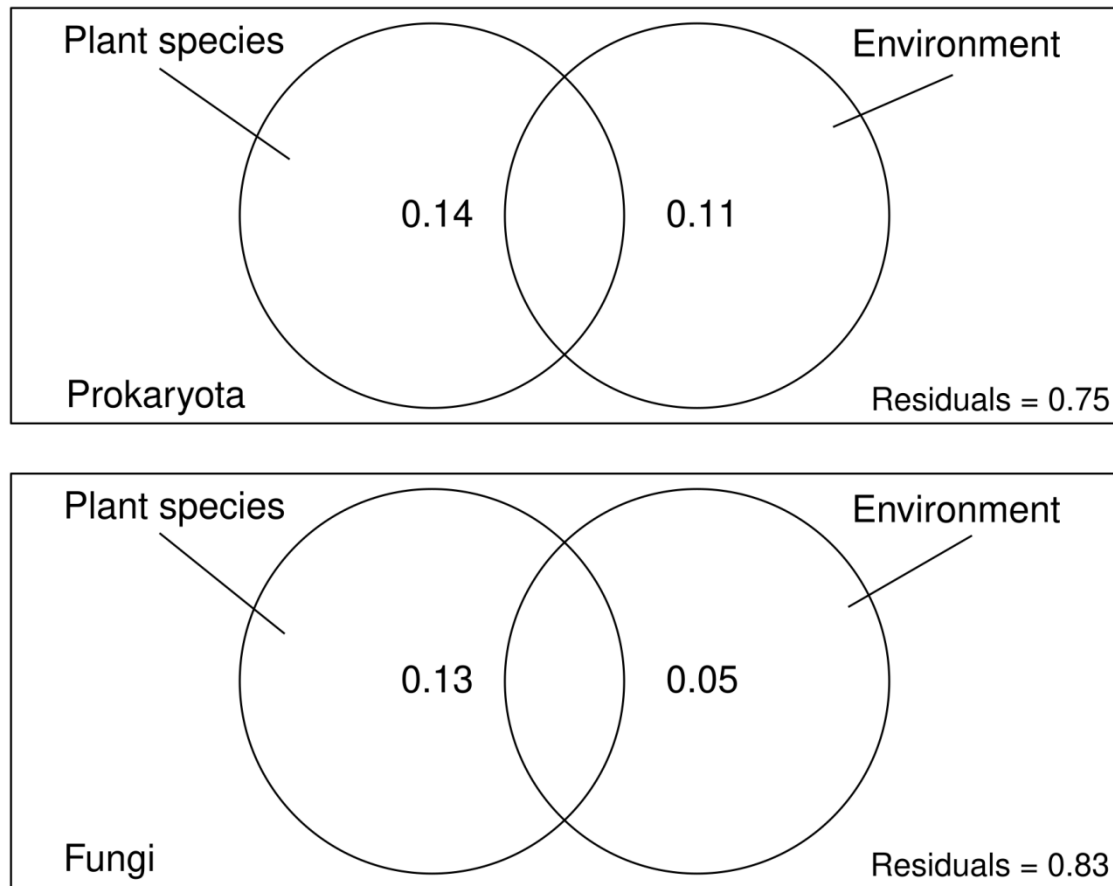 Plant species
Environment
0.14
0.11
Prokaryota
Residuals = 0.75
Plant species
Environment
0.13
0.05
Fungi
Residuals = 0.83